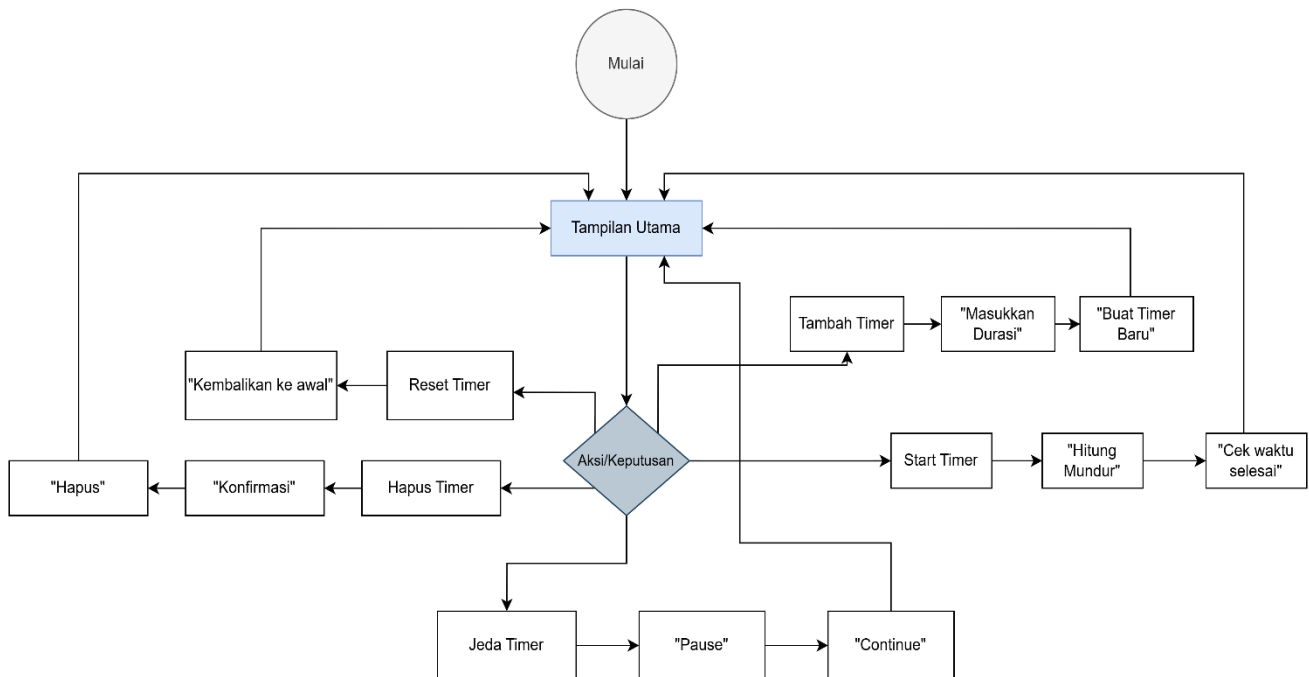 Mulai
Tampilan Utama
Tambah Timer
"Masukkan
Durasi"
"Buat Timer
Baru"
"Kembalikan ke awal"
Reset Timer
Aksi/Keputusan
Start Timer
"Hitung
Mundur"
"Cek waktu
selesai"
"Hapus"
"Konfirmasi"
Hapus Timer
Jeda Timer
"Pause"
"Continue"